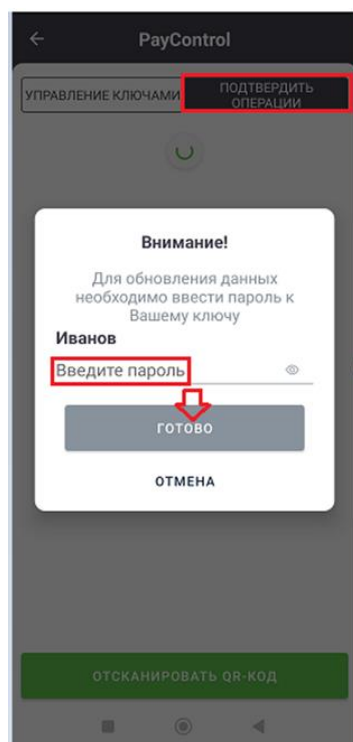 PayControl
УПРАВЛЕНИЕ КЛЮЧАМИ
ПОДТВЕРДИТЬ
ОПЕРАЦИИ
Внимание!
Для обновления данных
необходимо ввести пароль к
Вашему ключу
Иванов
Введите пароль
ГОТОВО
ОТМЕНА
ОТСКАНИРОВАТЬ QR-КОД